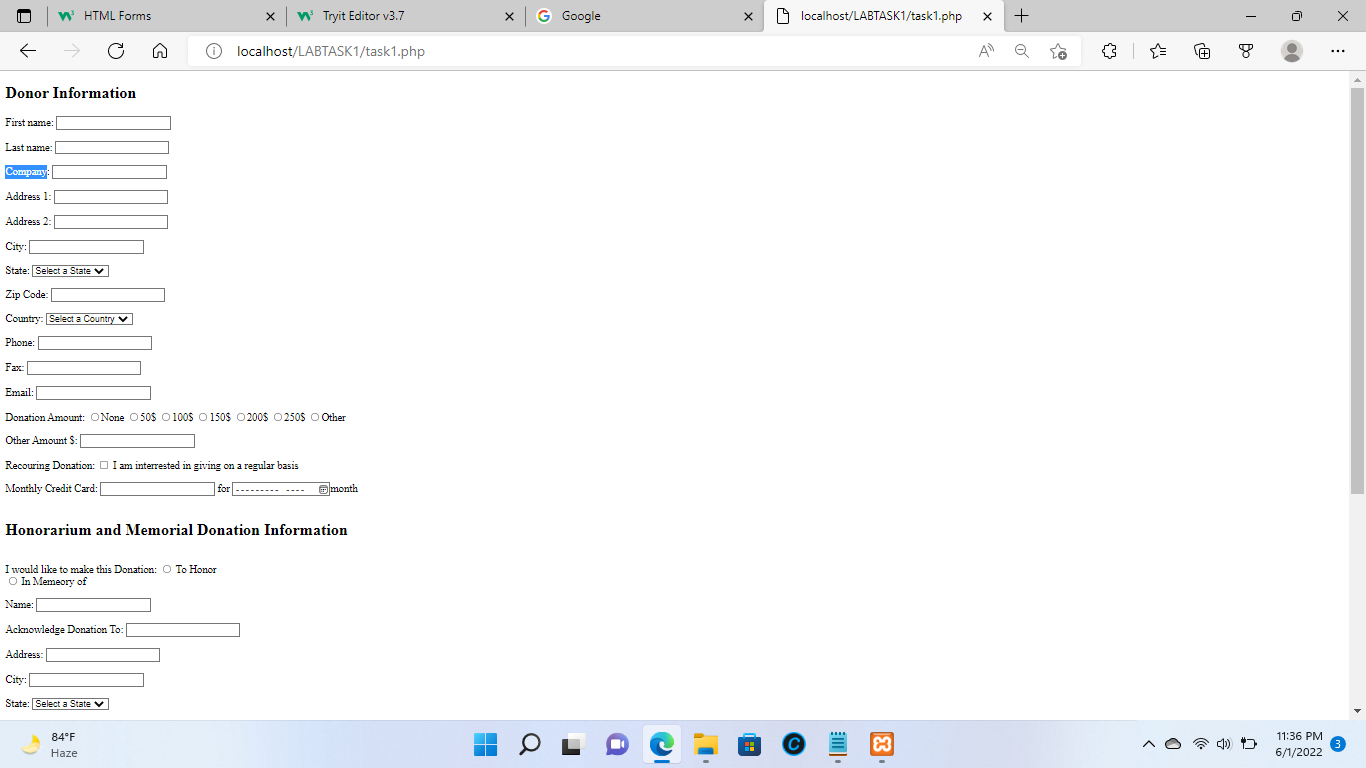 HTML Forms
Tryit Editor v3.7
Google
localhost/LABTASK1/task1.php
localhost/LABTASK1/task1.php
Donor Information
First name:
Last name:
Company:
Address 1:
Address 2:
City:
State: Select a State
Zip Code:
Country: Select a Country
Phone:
Fax:
Email:
Donation Amount: None 50$ 100$ 150$ 200$ 250$ Other
Other Amount $:
Recouring Donation: I am interrested in giving on a regular basis
Monthly Credit Card: for --------- ---- month
Honorarium and Memorial Donation Information
I would like to make this Donation: To Honor
In Memeory of
Name:
Acknowledge Donation To:
Address:
City:
State: Select a State
84°F
Haze
11:36 PM
6/1/2022
3